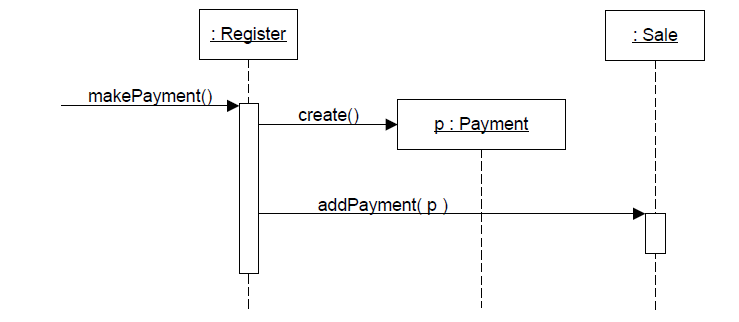 : Register
: Sale
makePayment()
create()
p : Payment
addPayment( p )